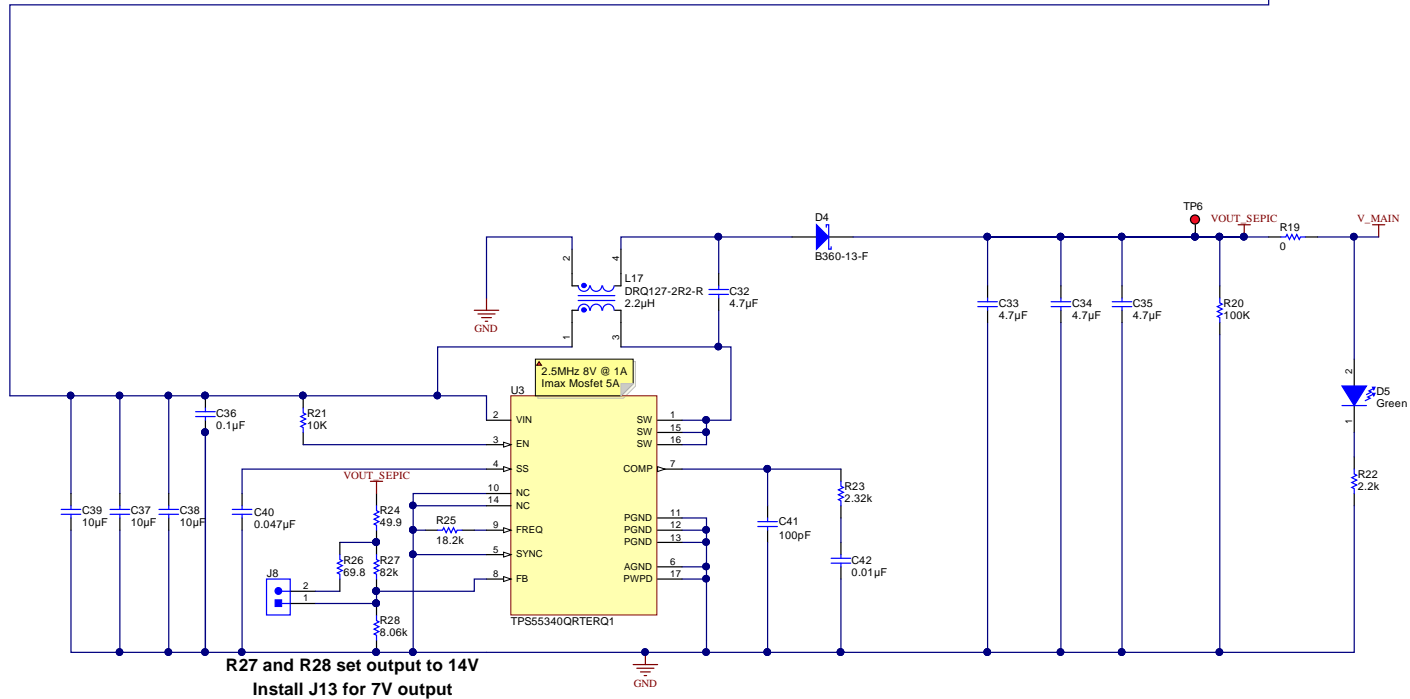 TP6
VOUT_SEPIC
V_MAIN
R19
0
D4
B360-13-F
2
4
L17
DRQ127-2R2-R
2.2µH
1
3
C32
4.7µF
GND
C33
4.7µF
C34
4.7µF
C35
4.7µF
R20
100K
2.5MHz 8V @ 1A
Imax Mosfet 5A
U3
2
D5
Green
1
C36
0.1µF
R21
10K
2 VIN
3 EN
4 SS
10 NC
14 NC
9 FREQ
5 SYNC
8 FB
SW 1
SW 15
SW 16
COMP 7
PGND 11
PGND 12
PGND 13
AGND 6
PWPD 17
TPS55340QRTERQ1
VOUT_SEPIC
R24
49.9
R25
18.2k
R26
69.8
R27
82k
R28
8.06k
J8
2
1
C39
10µF
C37
10µF
C38
10µF
C40
0.047µF
C41
100pF
R23
2.32k
C42
0.01µF
R22
2.2k
GND
R27 and R28 set output to 14V
Install J13 for 7V output